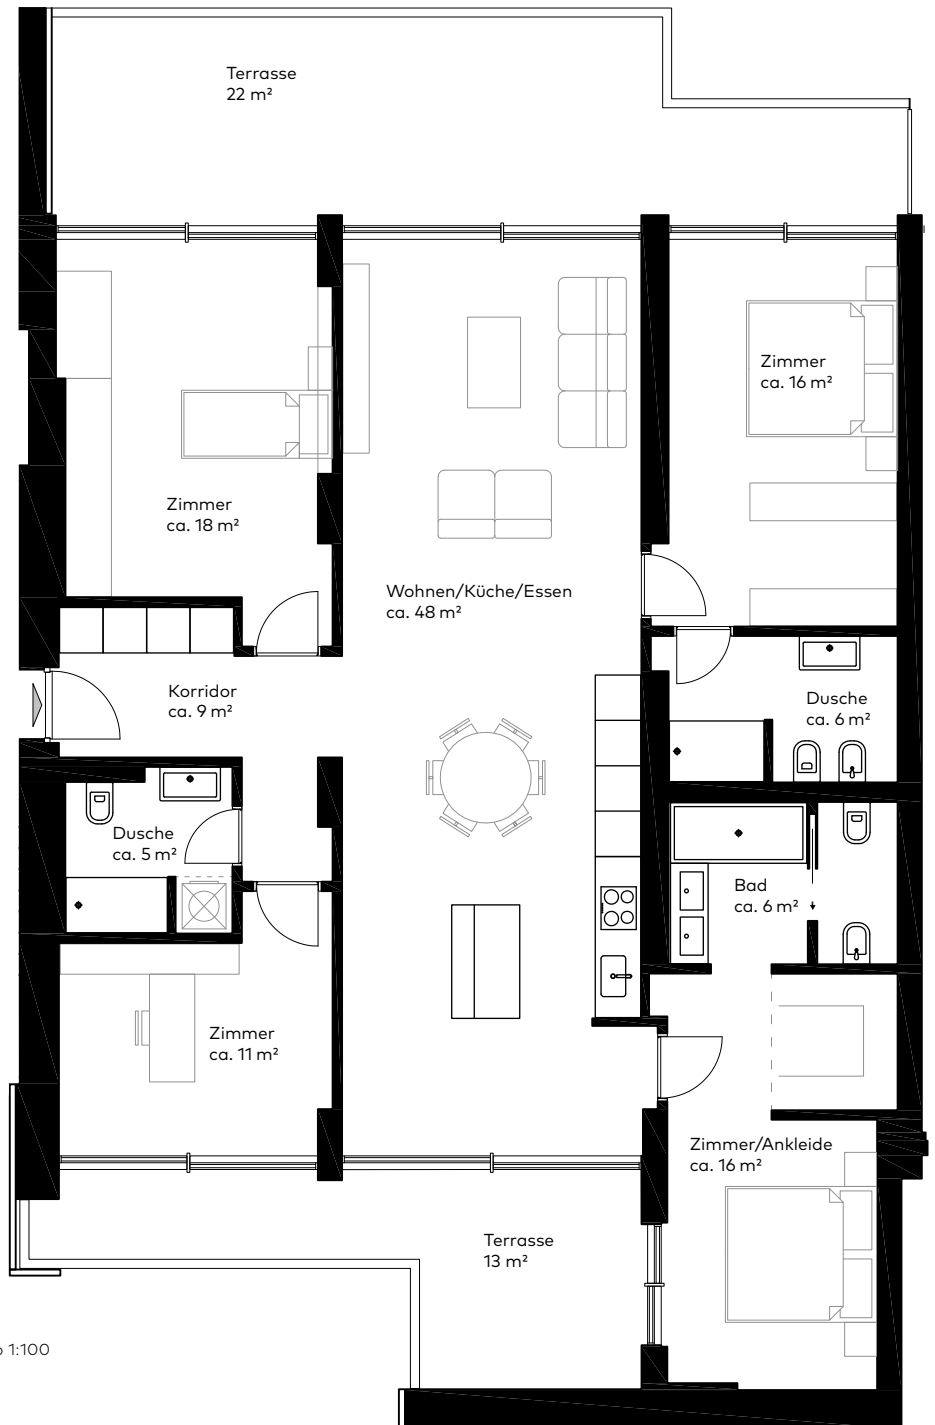 Terrasse
22 m²
Zimmer
ca. 16 m²
Zimmer
ca. 18 m²
Wohnen/Küche/Essen
ca. 48 m²
Korridor
ca. 9 m²
Dusche
ca. 6 m²
Dusche
ca. 5 m²
Bad
ca. 6 m²
Zimmer
ca. 11 m²
Zimmer/Ankleide
ca. 16 m²
Terrasse
13 m²
1:100